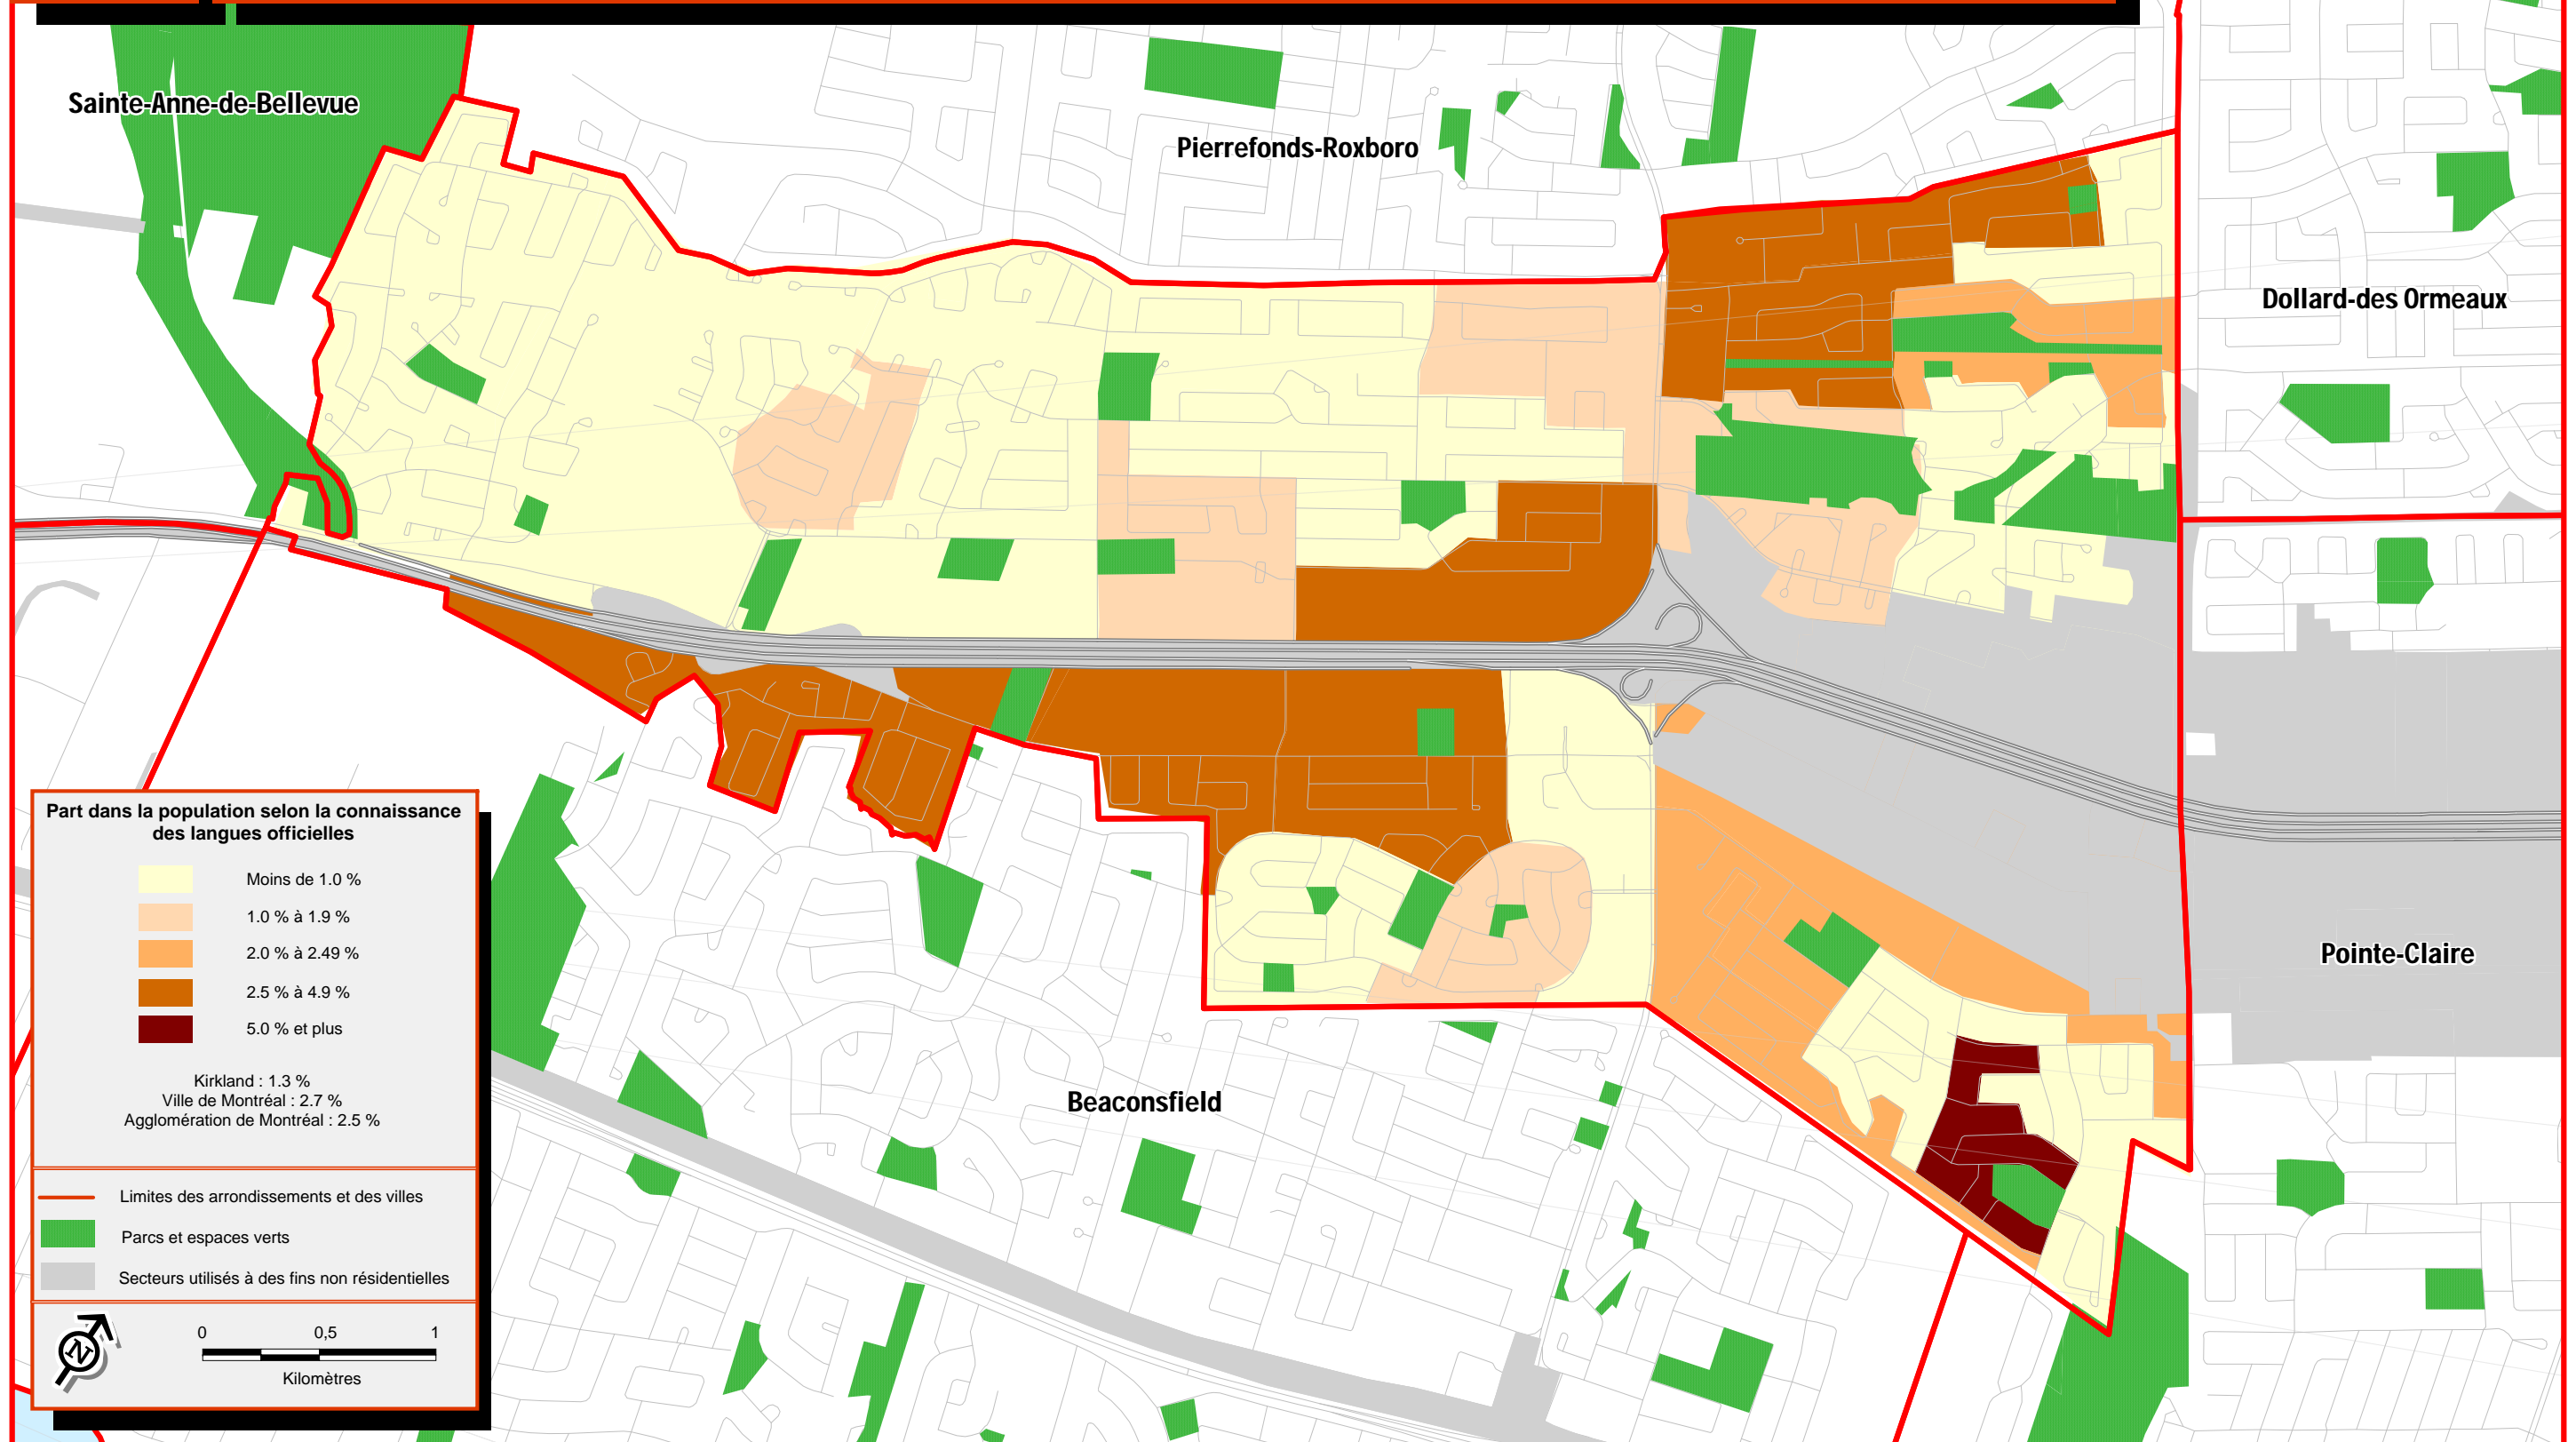 Sainte-Anne-de-Bellevue
Pierrefonds-Roxboro
Dollard-des Ormeaux
Pointe-Claire
Beaconsfield
Part dans la population selon la connaissance
des langues officielles
Moins de 1.0 %
1.0 % à 1.9 %
2.0 % à 2.49 %
2.5 % à 4.9 %
5.0 % et plus
Kirkland : 1.3 %
Ville de Montréal : 2.7 %
Agglomération de Montréal : 2.5 %
Limites des arrondissements et des villes
Parcs et espaces verts
Secteurs utilisés à des fins non résidentielles
N
0 0,5 1
Kilomètres